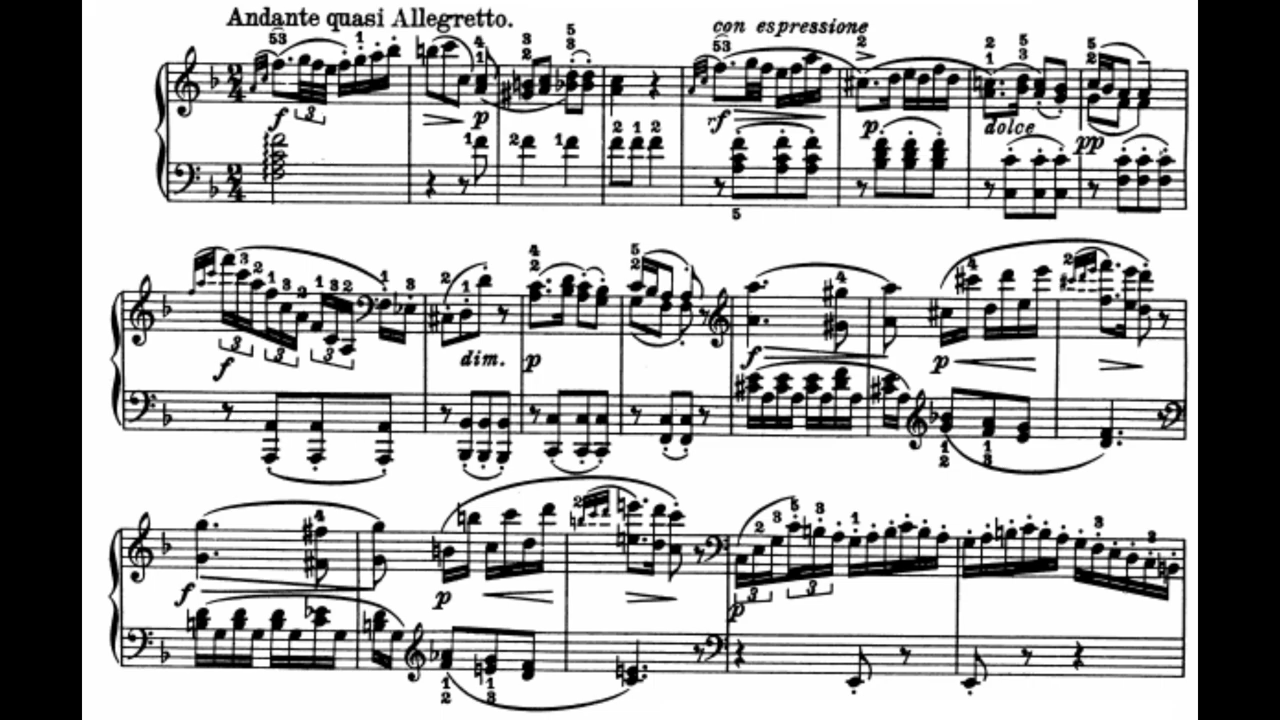 Andante quasi Allegretto.
con espressione
f
p
rf
p
dolce
pp
f
dim.
p
f
p
f
p
p